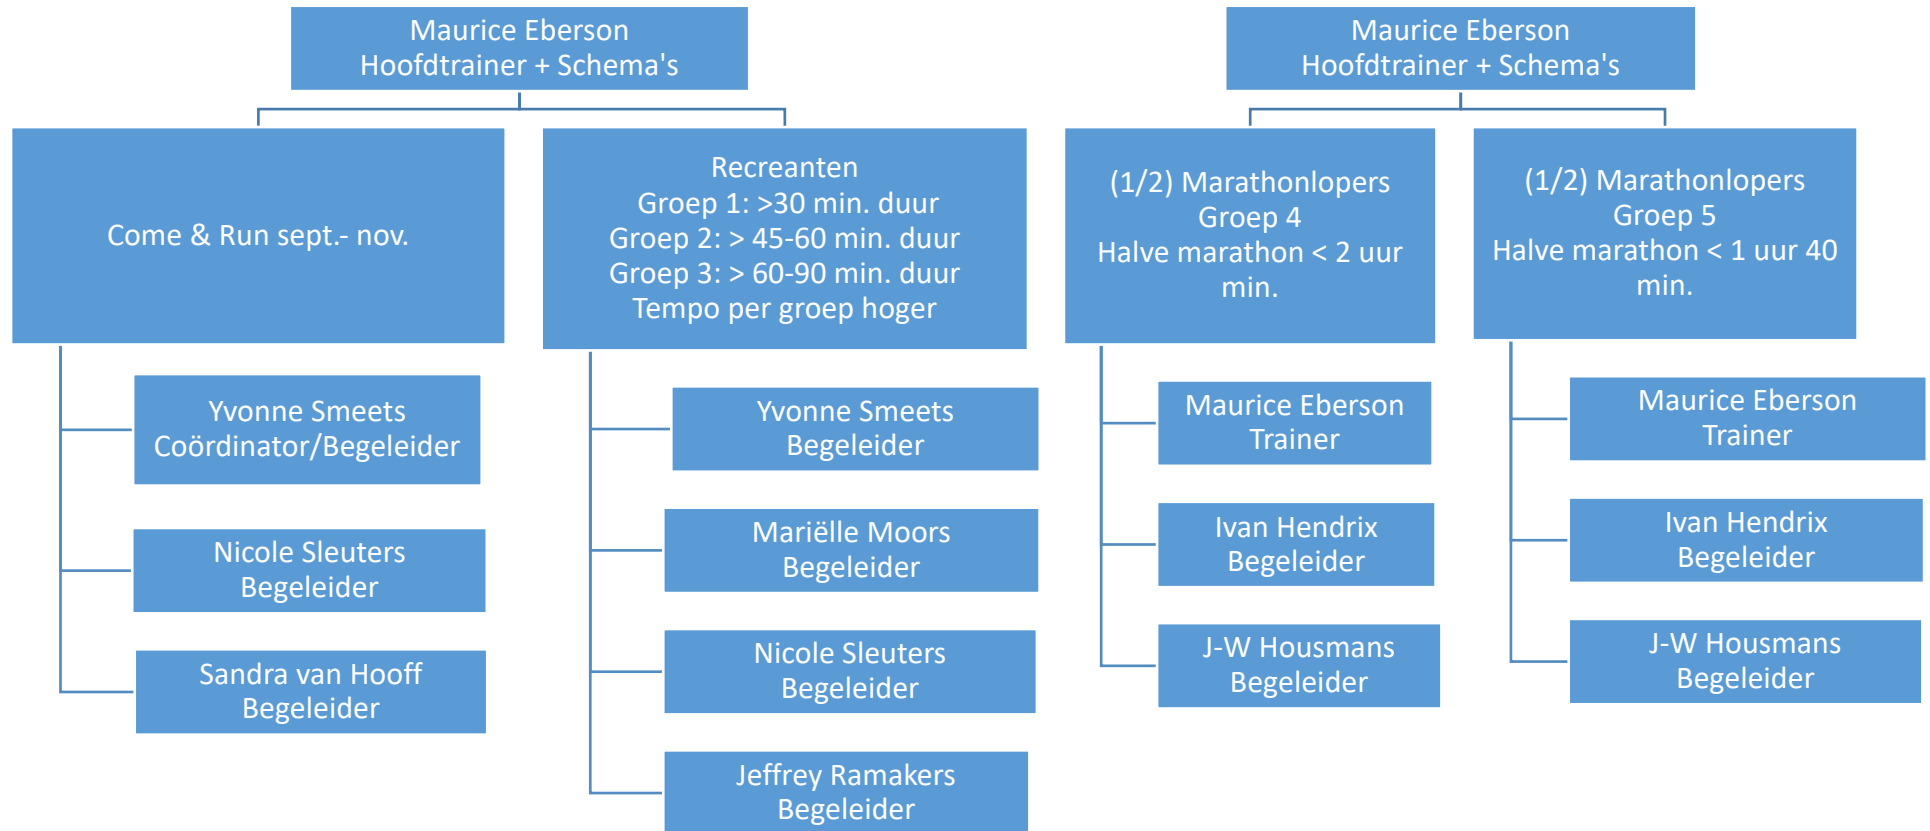 Maurice Eberson
Hoofdtrainer + Schema's
Come & Run sept.- nov.
Yvonne Smeets
Coördinator/Begeleider
Nicole Sleuters
Begeleider
Sandra van Hooff
Begeleider
Recreanten
Groep 1: >30 min. duur
Groep 2: > 45-60 min. duur
Groep 3: > 60-90 min. duur
Tempo per groep hoger
Yvonne Smeets
Begeleider
Mariëlle Moors
Begeleider
Nicole Sleuters
Begeleider
Jeffrey Ramakers
Begeleider
Maurice Eberson
Hoofdtrainer + Schema's
(1/2) Marathonlopers
Groep 4
Halve marathon < 2 uur
min.
Maurice Eberson
Trainer
Ivan Hendrix
Begeleider
J-W Housmans
Begeleider
(1/2) Marathonlopers
Groep 5
Halve marathon < 1 uur 40
min.
Maurice Eberson
Trainer
Ivan Hendrix
Begeleider
J-W Housmans
Begeleider